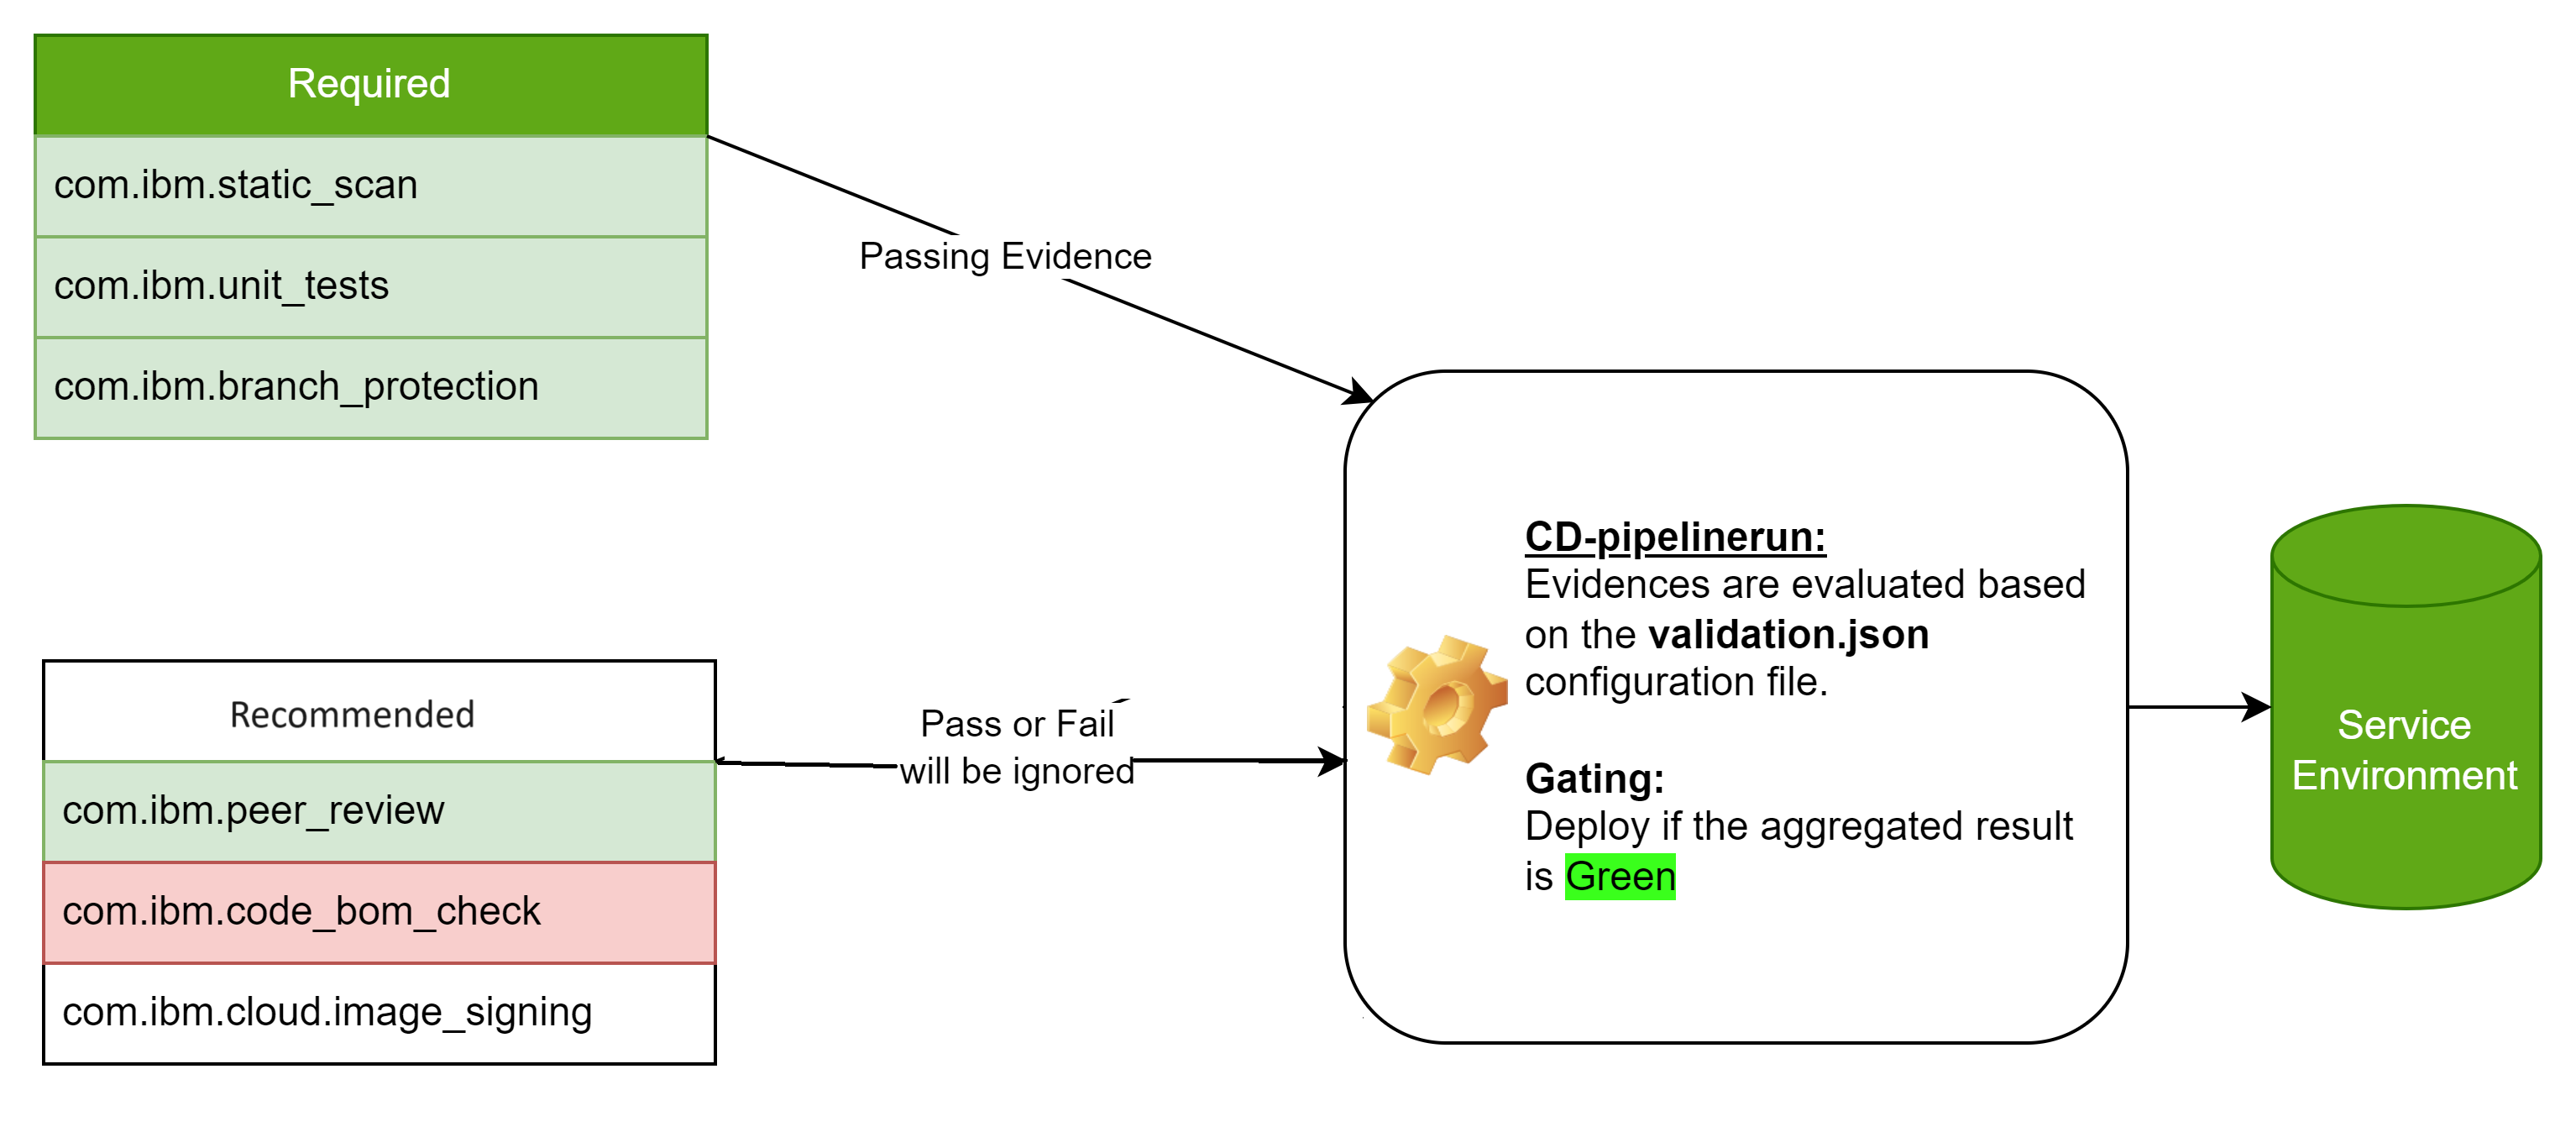 Required
com.ibm.static_scan
com.ibm.unit_tests
com.ibm.branch_protection
Passing Evidence
Recommended
com.ibm.peer_review
com.ibm.code_bom_check
com.ibm.cloud.image_signing
Pass or Fail
will be ignored
CD-pipelinerun:
Evidences are evaluated based
on the validation.json
configuration file.
Gating:
Deploy if the aggregated result
is Green
Service
Environment